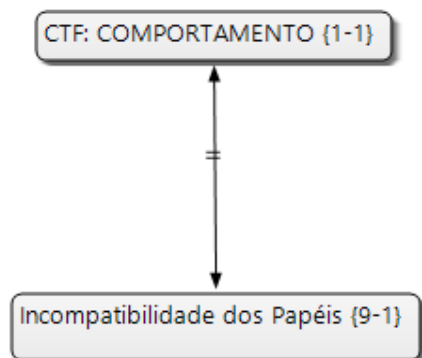 CTF: COMPORTAMENTO {1-1}
=
Incompatibilidade dos Papéis {9-1}